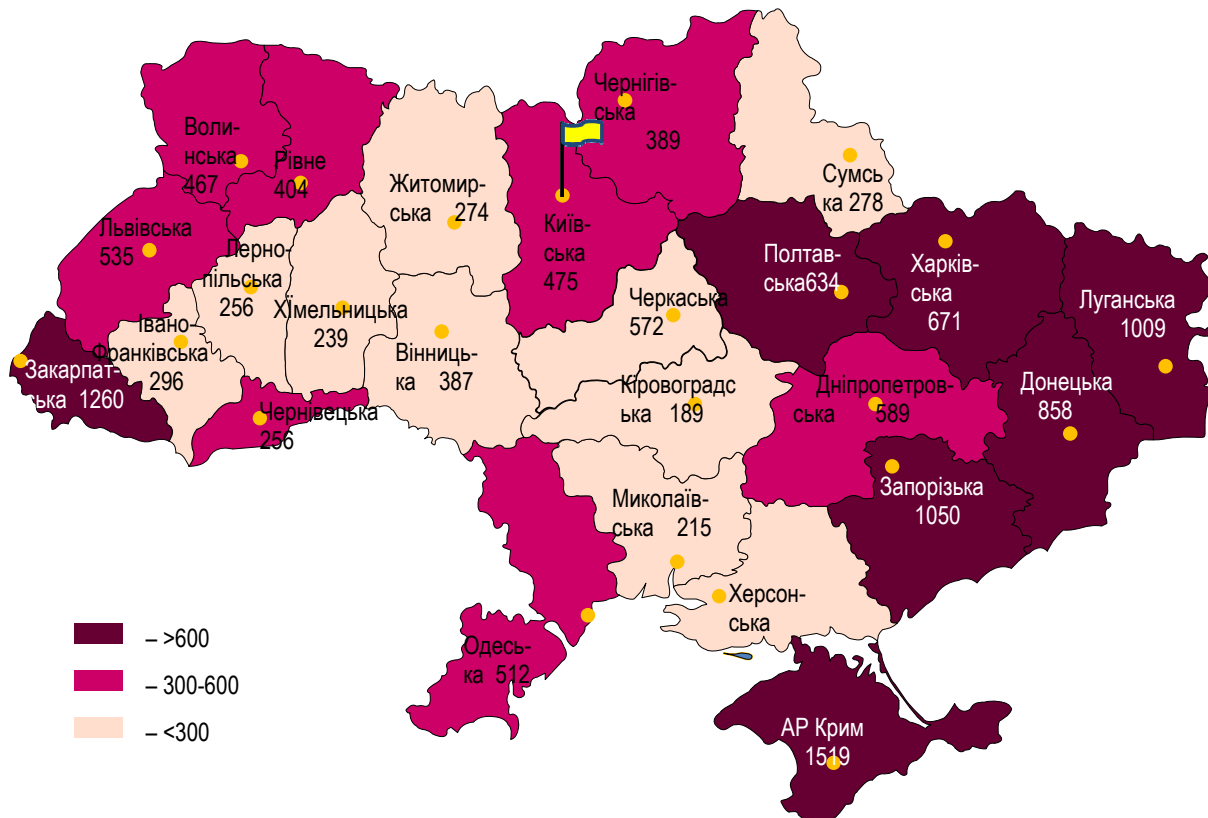 Чернігів-
ська
389
Воли-
нська
467
Рівне
404
Житомир-
ська 274
Київ-
ська
475
Сумсь
ка 278
Львівська
535
Перно-
пільська
256
ХЇмельницька
239
Вінниць-
ка 387
Черкаська
572
Полтав-
ська634
Харків-
ська
671
Луганська
1009
Івано-
Франківська
296
Закарпат-
ська 1260
Чернівецька
256
Кіровоградс
ька 189
Дніпропетров-
ська 589
Донецька
858
Запорізька
1050
Миколаїв-
ська 215
Херсон-
ська
Одесь-
ка 512
АР Крим
1519
– >600
– 300-600
– <300